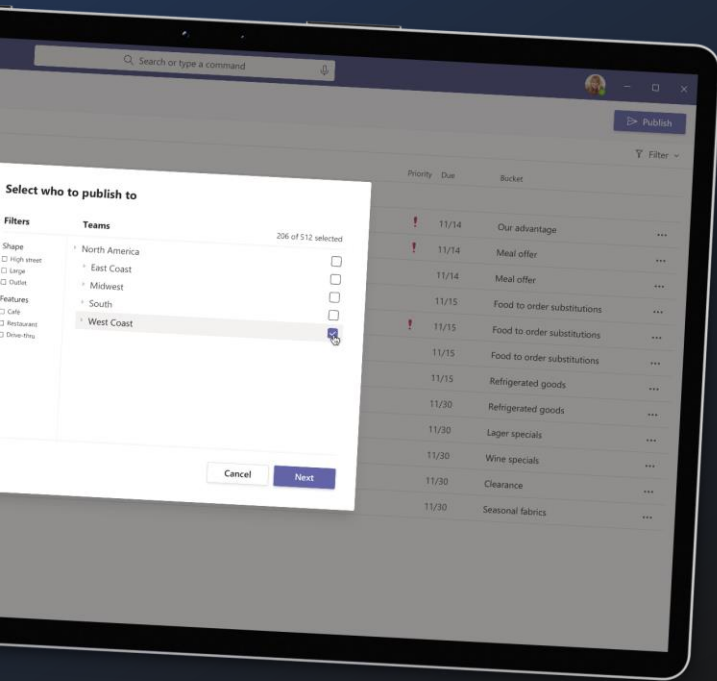 Search or type a command
Publish
Filter
Select who to publish to
Filters
Shape
High street
Large
Outlet
Features
Café
Restaurant
Drive-thru
Teams
206 of 512 selected
North America
East Coast
Midwest
South
West Coast
Cancel
Next
Priority Due Bucket
! 11/14 Our advantage ...
! 11/14 Meal offer ...
11/14 Meal offer ...
11/15 Food to order substitutions ...
! 11/15 Food to order substitutions ...
11/15 Food to order substitutions ...
11/15 Refrigerated goods ...
11/30 Refrigerated goods ...
11/30 Lager specials ...
11/30 Wine specials ...
11/30 Clearance ...
11/30 Seasonal fabrics ...